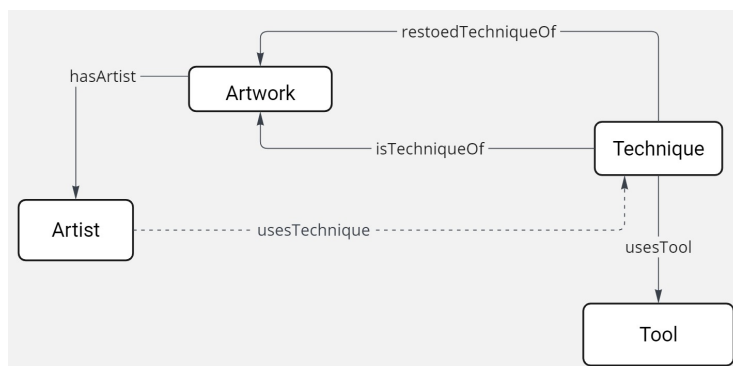 restoedTechniqueOf
hasArtist
Artwork
isTechniqueOf
Technique
Artist
usesTechnique
usesTool
Tool